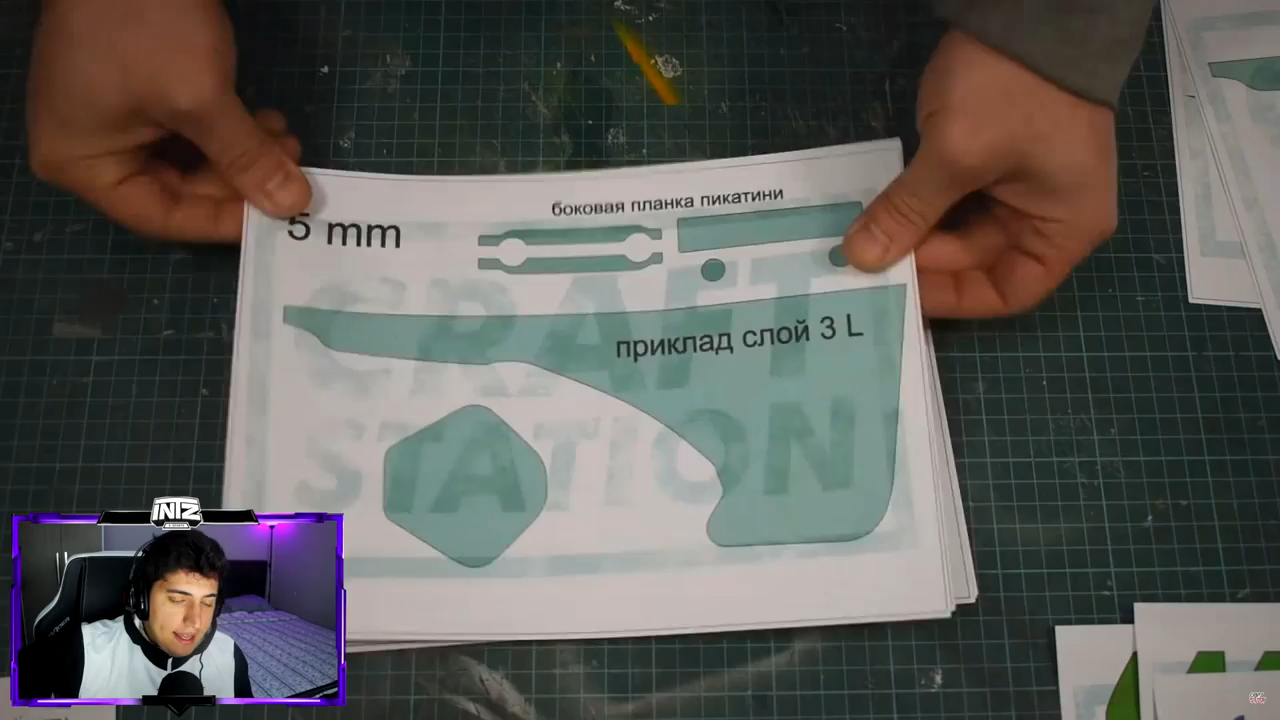 боковая планка пикатини
5 mm
приклад слой 3 L
CRAFT
STATION
INTZ